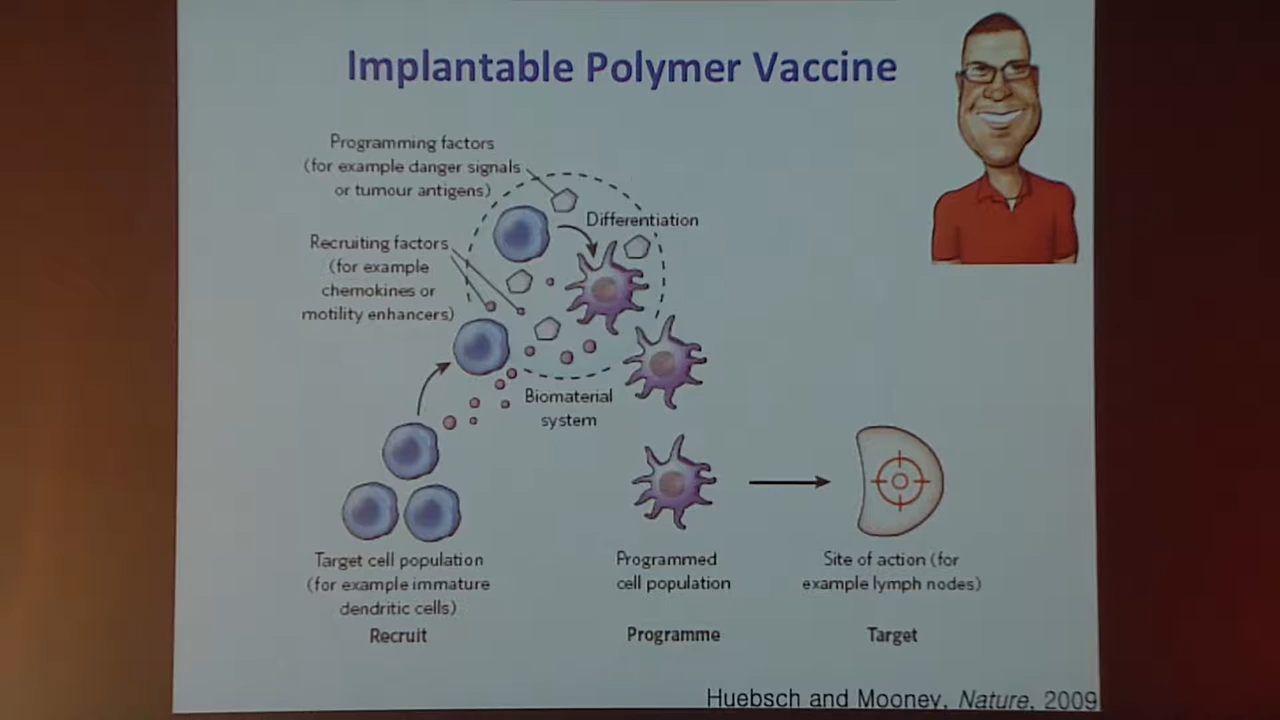 Implantable Polymer Vaccine
Programming factors
(for example danger signals
or tumour antigens)
Differentiation
Recruiting factors
(for example
chemokines or
motility enhancers)
Biomaterial
system
Target cell population
(for example immature
dendritic cells)
Recruit
Programmed
cell population
Programme
Site of action (for
example lymph nodes)
Target
Huebsch and Mooney, Nature, 2009